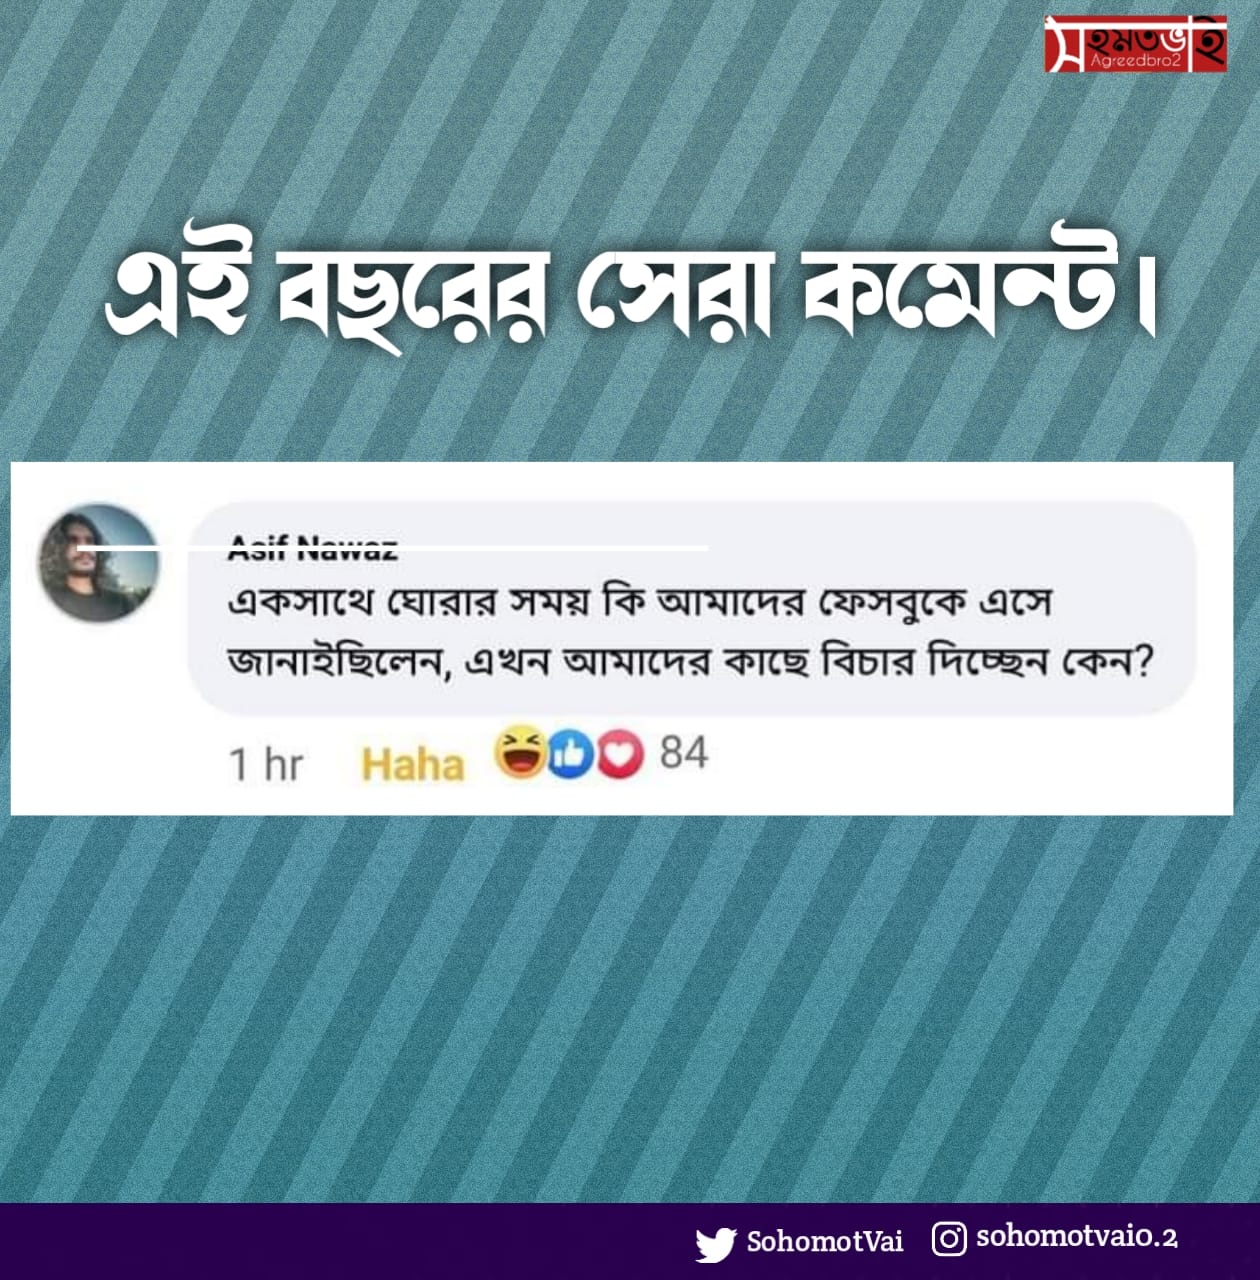 সহমতভাই
Agreedbro2
এই বছরের সেরা কমেন্ট।
Asif Nawaz
একসাথে ঘোরার সময় কি আমাদের ফেসবুকে এসে
জানাইছিলেন, এখন আমাদের কাছে বিচার দিচ্ছেন কেন?
1 hr Haha 84
SohomotVai sohomotvaio.2